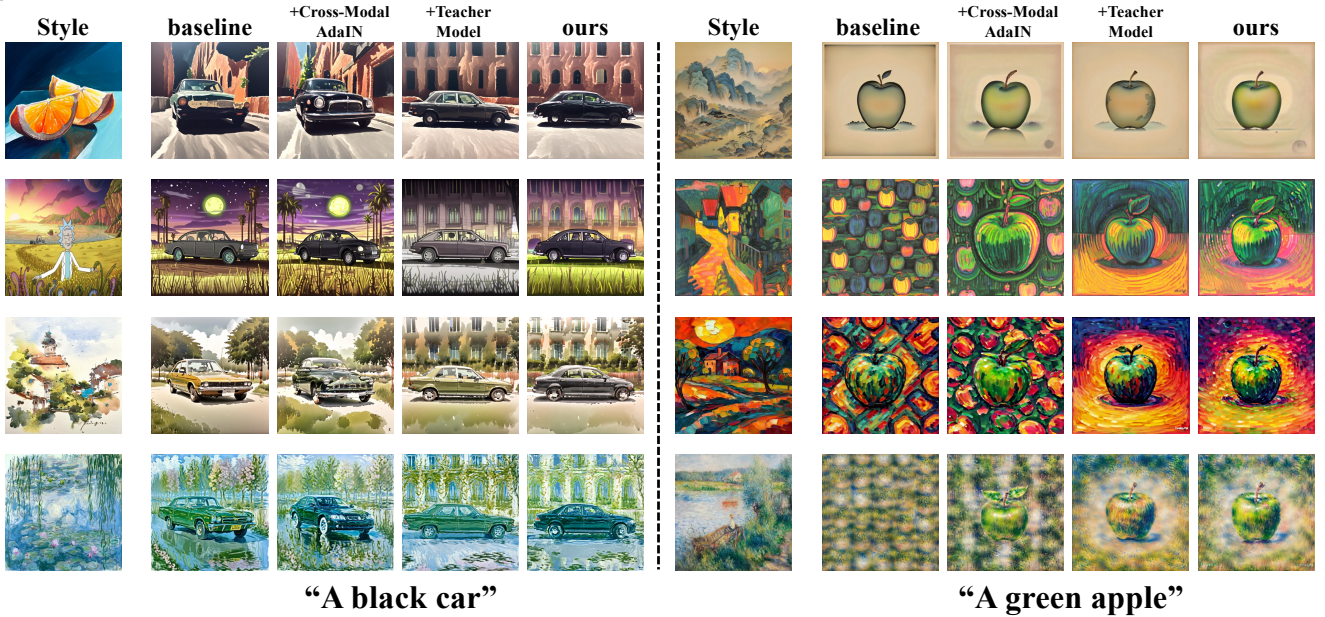 Style
baseline
+Cross-Modal
AdaIN
+Teacher
Model
ours
Style
baseline
+Cross-Modal
AdaIN
+Teacher
Model
ours
“A black car”
“A green apple”